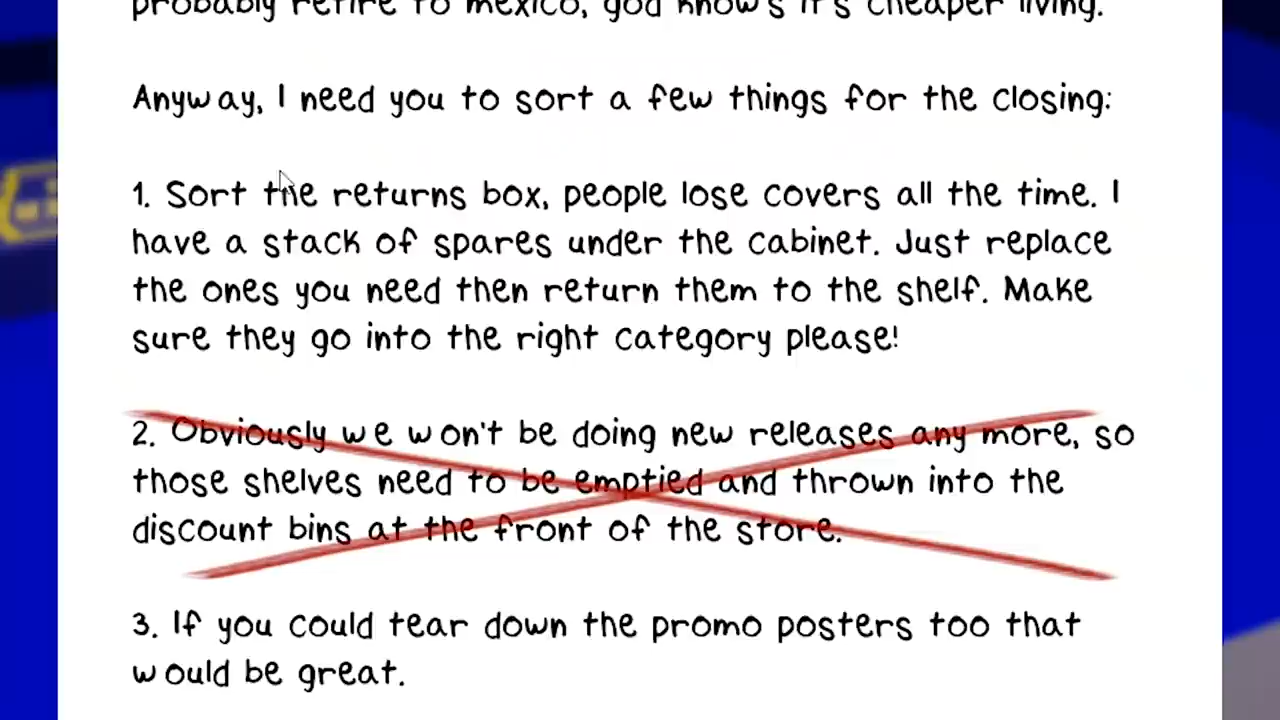 probably retire to mexico, god know's it's cheaper living.
Anyway, I need you to sort a few things for the closing:
1. Sort the returns box, people lose covers all the time. I
have a stack of spares under the cabinet. Just replace
the ones you need then return them to the shelf. Make
sure they go into the right category please!
2. Obviously we won't be doing new releases any more, so
those shelves need to be emptied and thrown into the
discount bins at the front of the store.
3. If you could tear down the promo posters too that
would be great.